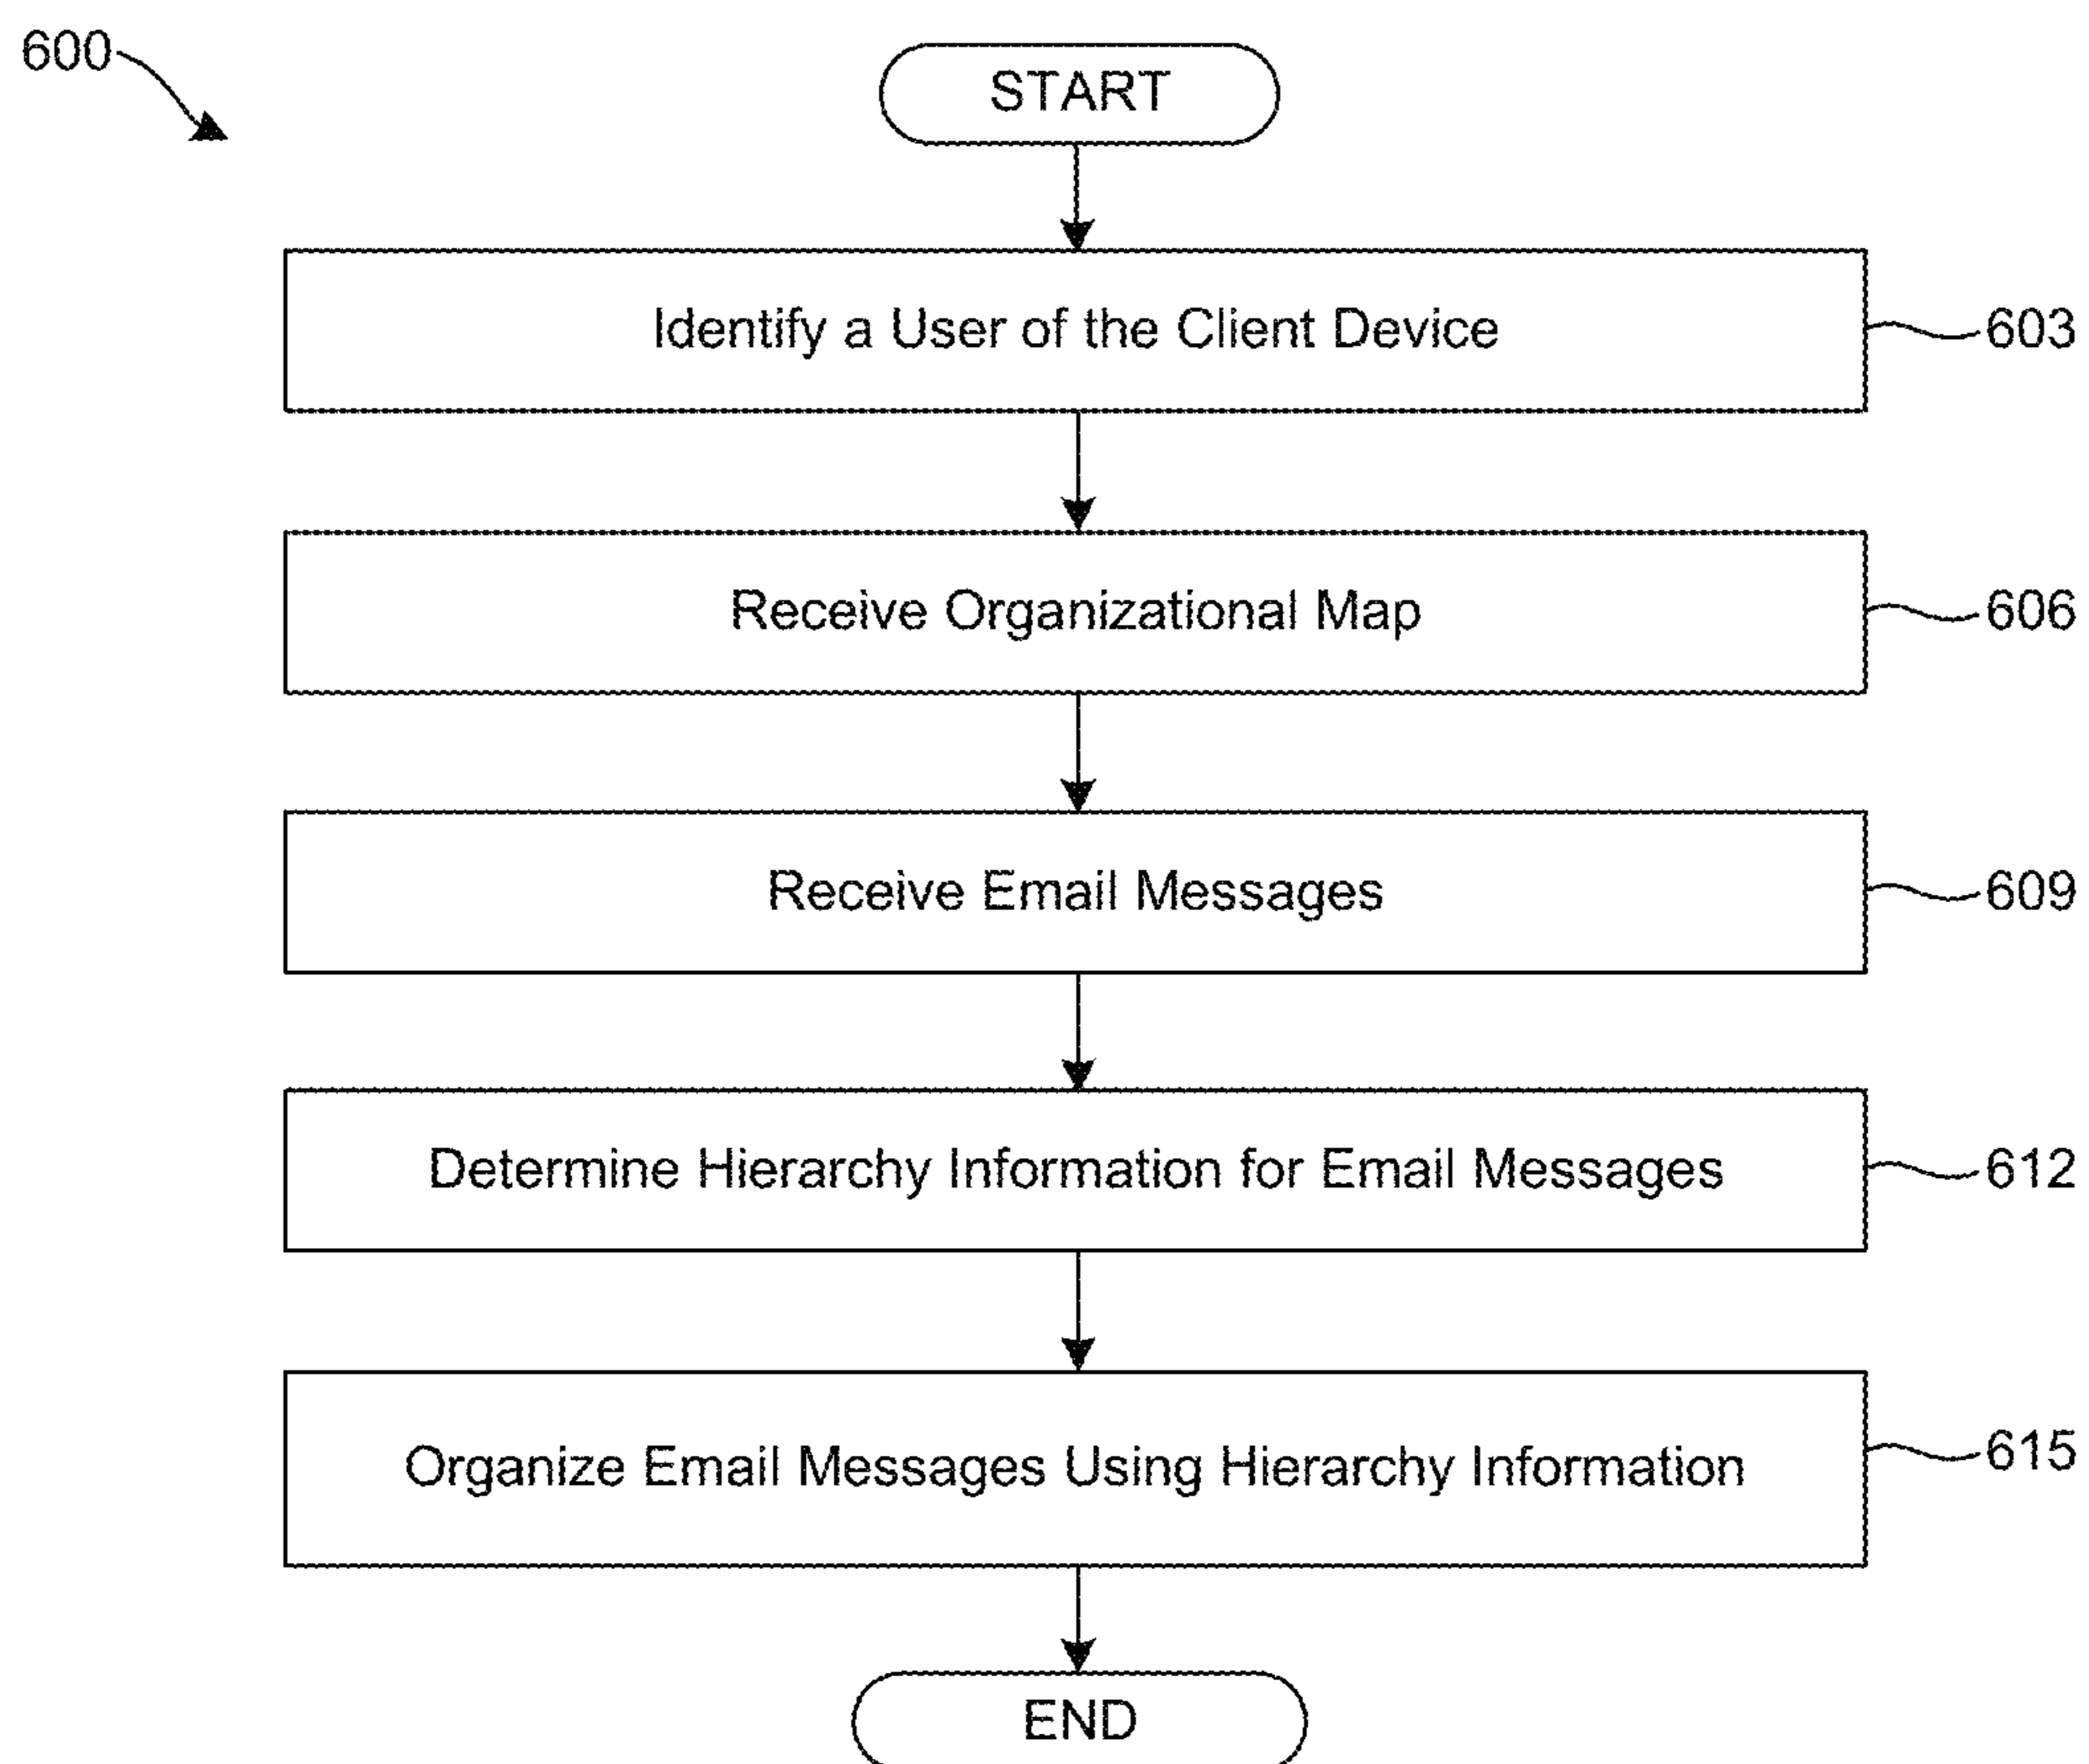 600
START
Identify a User of the Client Device
603
Receive Organizational Map
606
Receive Email Messages
609
Determine Hierarchy Information for Email Messages
612
Organize Email Messages Using Hierarchy Information
615
END